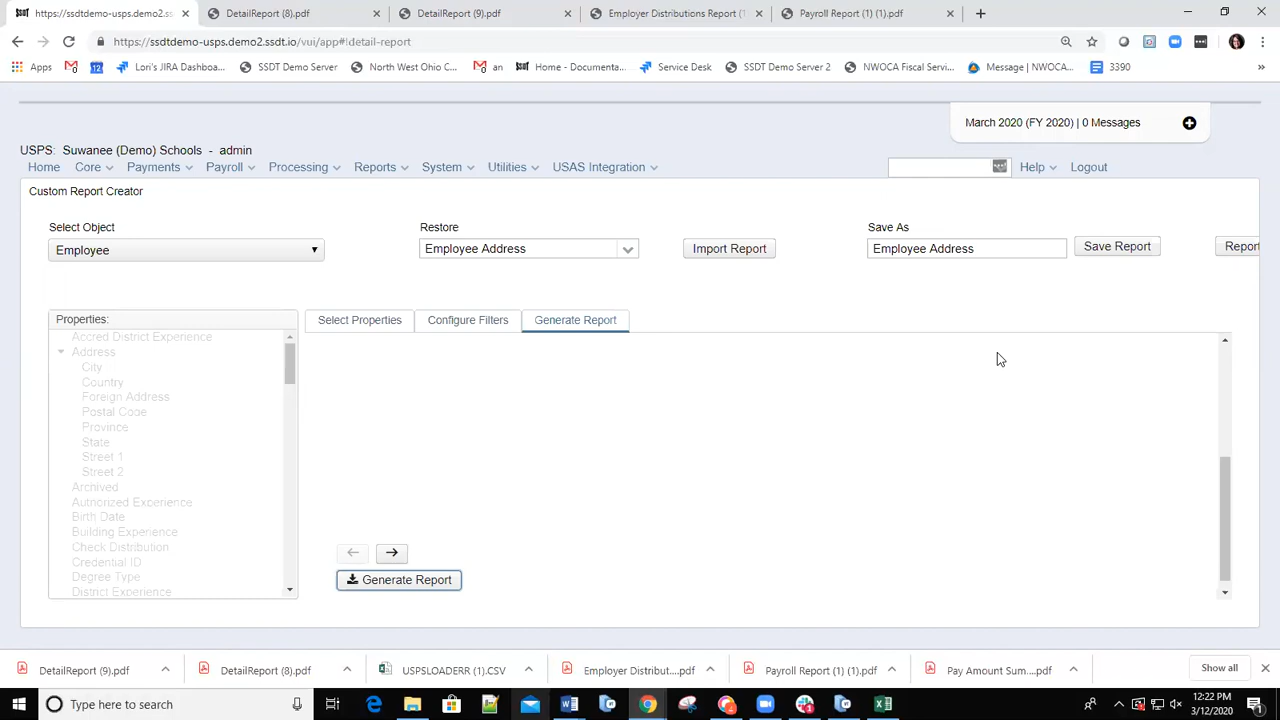 https://ssdtdemo-usps.demo2.ss
DetailReport (8).pdf
DetailReport (9).pdf
Employer Distributions Report (1
Payroll Report (1) (1).pdf
https://ssdtdemo-usps.demo2.ssdt.io/vui/app#!detail-report
Apps
12
Lori's JIRA Dashboa...
SSDT Demo Server
North West Ohio C...
an
SSDT
Home - Documenta...
Service Desk
SSDT Demo Server 2
NWOCA Fiscal Servi...
Message | NWOCA...
3390
»
March 2020 (FY 2020) | 0 Messages
USPS: Suwanee (Demo) Schools - admin
Home
Core
Payments
Payroll
Processing
Reports
System
Utilities
USAS Integration
Help
Logout
Custom Report Creator
Select Object
Restore
Save As
Employee
Employee Address
Import Report
Employee Address
Save Report
Report
Properties:
Select Properties
Configure Filters
Generate Report
Accred District Experience
Address
City
Country
Foreign Address
Postal Code
Province
State
Street 1
Street 2
Archived
Authorized Experience
Birth Date
Building Experience
Check Distribution
Credential ID
Degree Type
District Experience
Generate Report
DetailReport (9).pdf
DetailReport (8).pdf
USPSLOADERR (1).CSV
Employer Distribut....pdf
Payroll Report (1) (1).pdf
Pay Amount Sum....pdf
Show all
Type here to search
12:22 PM
3/12/2020